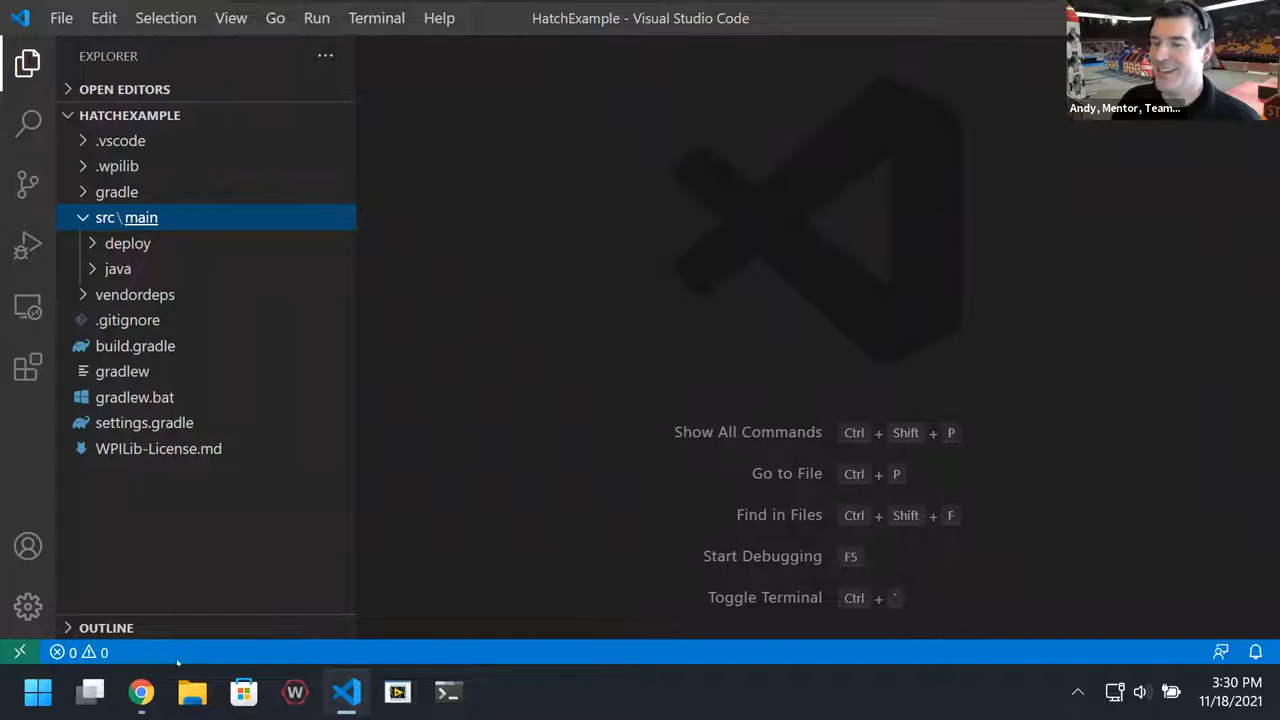 File Edit Selection View Go Run Terminal Help HatchExample - Visual Studio Code
EXPLORER ···
OPEN EDITORS
HATCHEXAMPLE
.vscode
.wpilib
gradle
src\main
deploy
java
vendordeps
.gitignore
build.gradle
gradlew
gradlew.bat
settings.gradle
WPILib-License.md
Andy, Mentor, Team...
Show All Commands Ctrl + Shift + P
Go to File Ctrl + P
Find in Files Ctrl + Shift + F
Start Debugging F5
Toggle Terminal Ctrl + `
OUTLINE
0 0
W
3:30 PM
11/18/2021